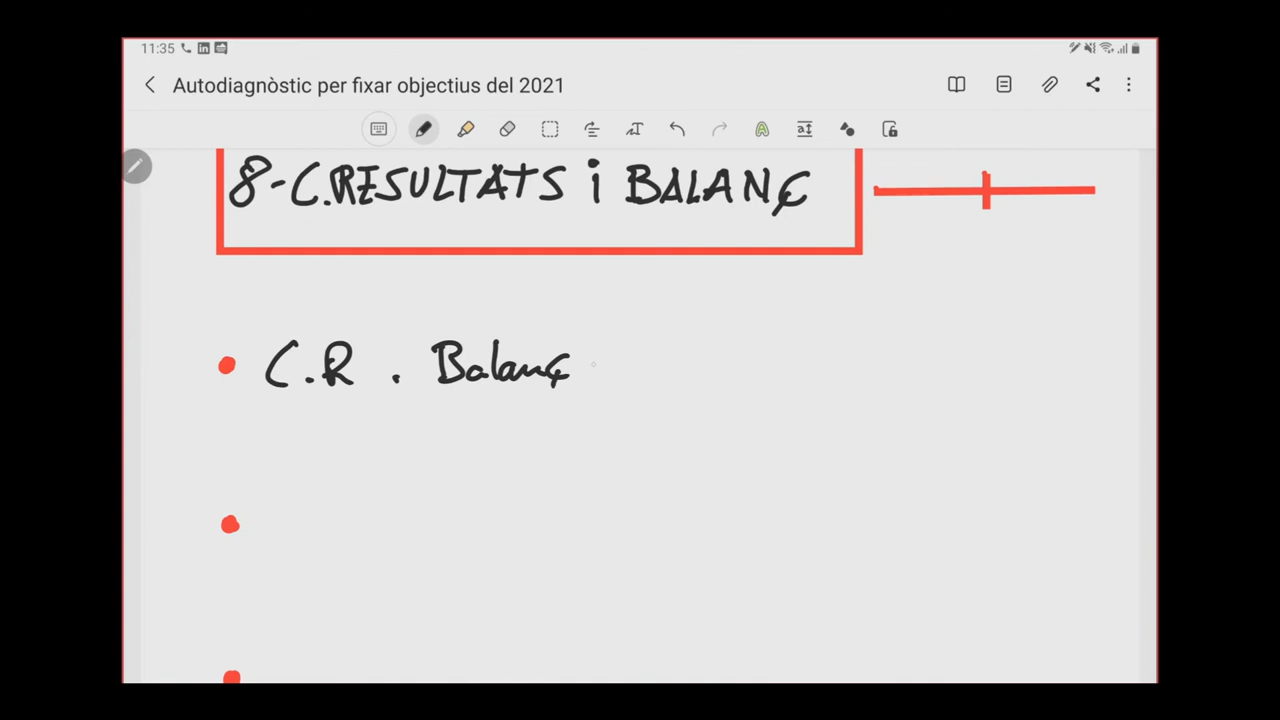 11:35
Autodiagnòstic per fixar objectius del 2021
8-C.RESULTATS i BALANÇ
C.R . Balanç